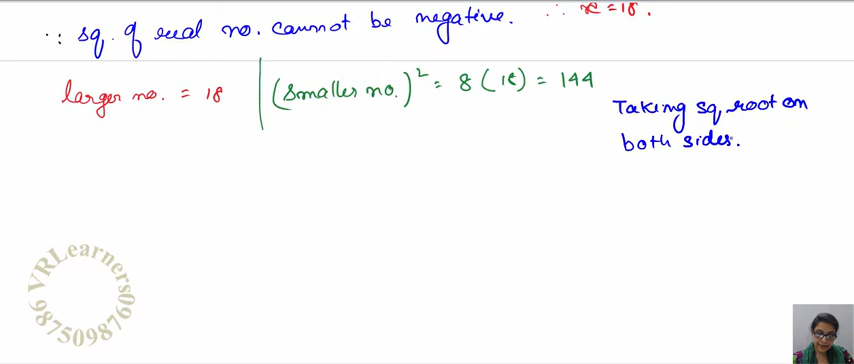 ∵ sq. of real no. cannot be negative. ∴ x = 18.
larger no. = 18 | (smaller no.)² = 8 (18) = 144
Taking sq. root on
both sides.
VRLearners
9875098760